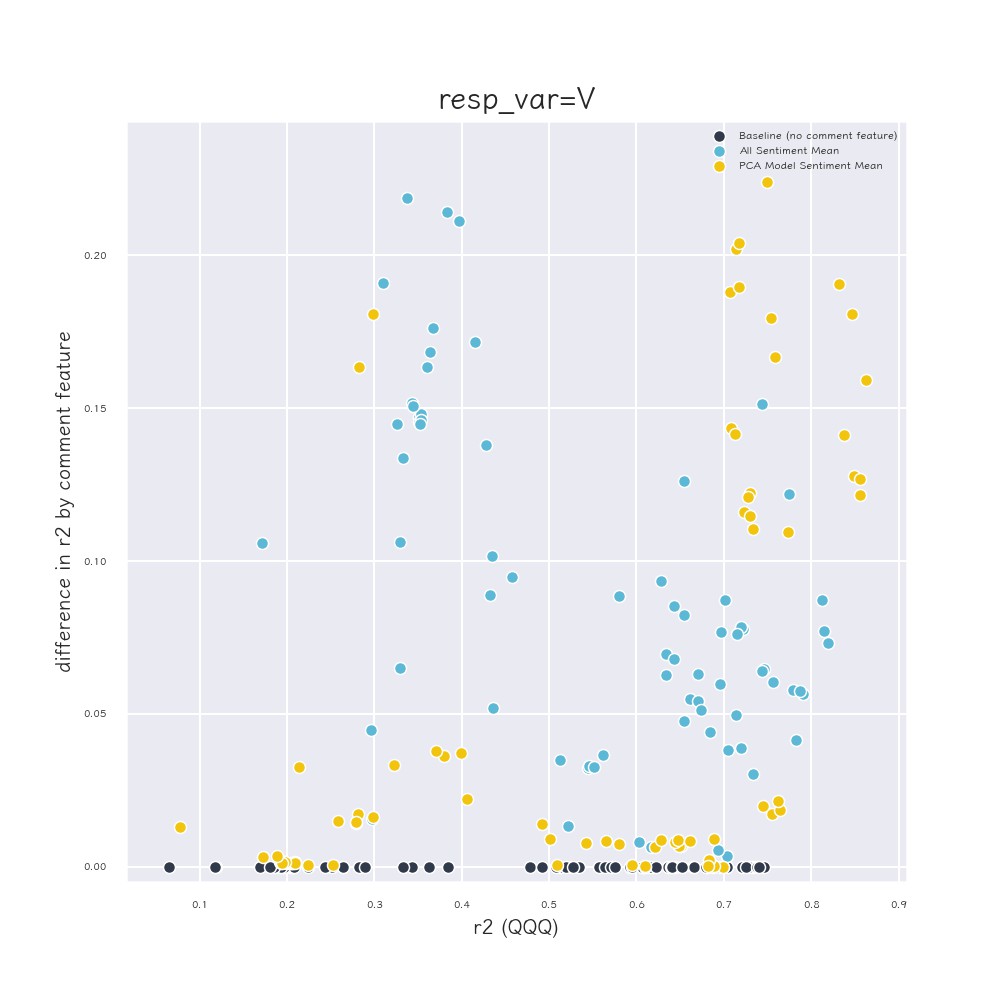 resp_var=V
Baseline (no comment feature)
All Sentiment Mean
PCA Model Sentiment Mean
difference in r2 by comment feature
0.20
0.15
0.10
0.05
0.00
0.1 0.2 0.3 0.4 0.5 0.6 0.7 0.8 0.9
r2 (QQQ)